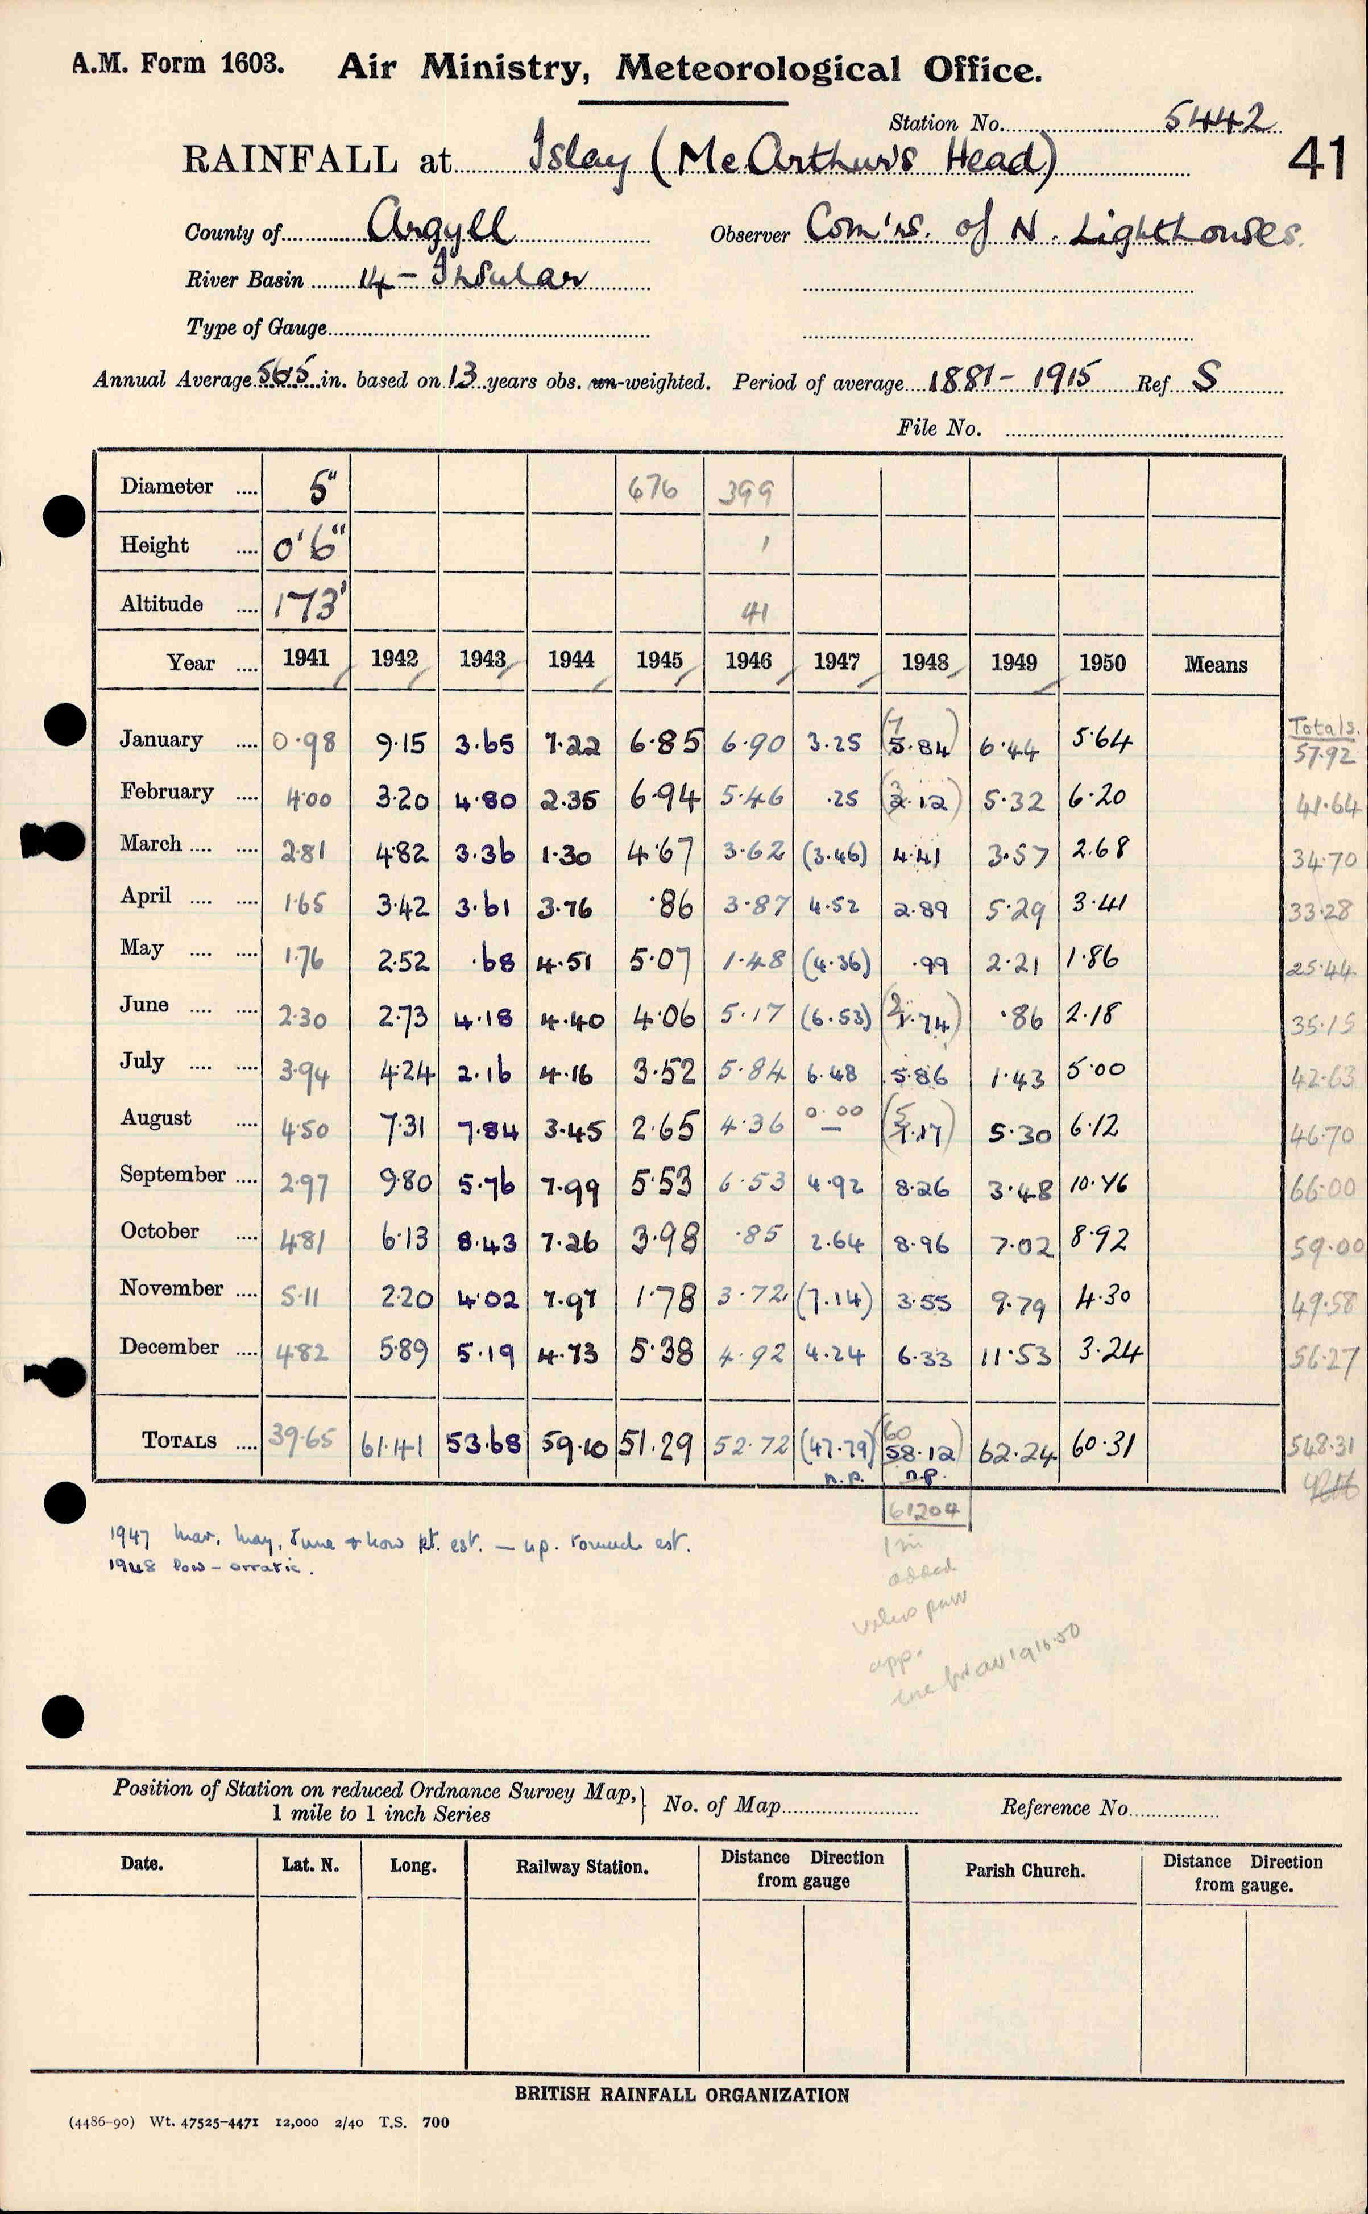 A.M. Form 1603. Air Ministry, Meteorological Office.
Station No. 5442
RAINFALL at Islay (McArthur's Head) 41
County of Argyll Observer Com'rs. of N. Lighthouses.
River Basin 14 - Insular
Type of Gauge
Annual Average 56.5 in. based on 13 years obs. un-weighted. Period of average 1881 - 1915 Ref S
File No.
Diameter .... 5" 676 399
Height .... 0'6" 1
Altitude .... 173' 41
Year .... 1941 1942 1943 1944 1945 1946 1947 1948 1949 1950 Means
Totals.
January .... 0.98 9.15 3.65 7.22 6.85 6.90 3.25 (7 5.84) 6.44 5.64 57.92
February .... 4.00 3.20 4.80 2.35 6.94 5.46 .25 (3 2.12) 5.32 6.20 41.64
March .... .... 2.81 4.82 3.36 1.30 4.67 3.62 (3.46) 4.41 3.57 2.68 34.70
April .... .... 1.65 3.42 3.61 3.76 .86 3.87 4.52 2.89 5.29 3.41 33.28
May .... .... 1.76 2.52 .68 4.51 5.07 1.48 (4.36) .99 2.21 1.86 25.44
June .... .... 2.30 2.73 4.18 4.40 4.06 5.17 (6.53) (2 1.74) .86 2.18 35.15
July .... .... 3.94 4.24 2.16 4.16 3.52 5.84 6.48 5.86 1.43 5.00 42.63
August .... 4.50 7.31 7.84 3.45 2.65 4.36 0.00 — (5 7.17) 5.30 6.12 46.70
September .... 2.97 9.80 5.76 7.99 5.53 6.53 4.92 8.26 3.48 10.76 66.00
October .... 4.81 6.13 8.43 7.26 3.98 .85 2.64 8.96 7.02 8.92 59.00
November .... 5.11 2.20 4.02 7.97 1.78 3.72 (7.14) 3.55 9.79 4.30 49.58
December .... 4.82 5.89 5.19 4.73 5.38 4.92 4.24 6.33 11.53 3.24 56.27
TOTALS .... 39.65 61.41 53.68 59.10 51.29 52.72 (47.79) (60 58.12) 62.24 60.31 548.31
n.p. n.p.
61204
1947 Mar, May, June & Nov pt. est. — n.p. rounds est.
1948 low - erratic.
1 in
added
app.
Position of Station on reduced Ordnance Survey Map, 1 mile to 1 inch Series } No. of Map Reference No.
Date. Lat. N. Long. Railway Station. Distance Direction from gauge Parish Church. Distance Direction from gauge.
BRITISH RAINFALL ORGANIZATION
(4486-90) Wt. 47525-4471 12,000 2/40 T.S. 700